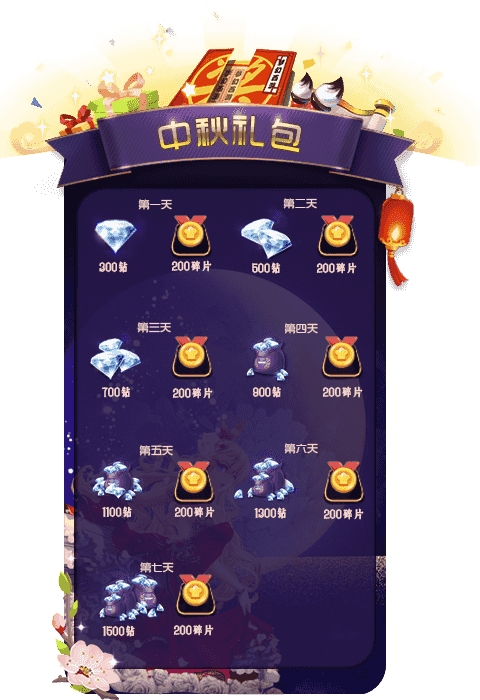 中秋礼包
第一天 第二天
300钻 200碎片 500钻 200碎片
第三天 第四天
700钻 200碎片 900钻 200碎片
第五天 第六天
1100钻 200碎片 1300钻 200碎片
第七天
1500钻 200碎片